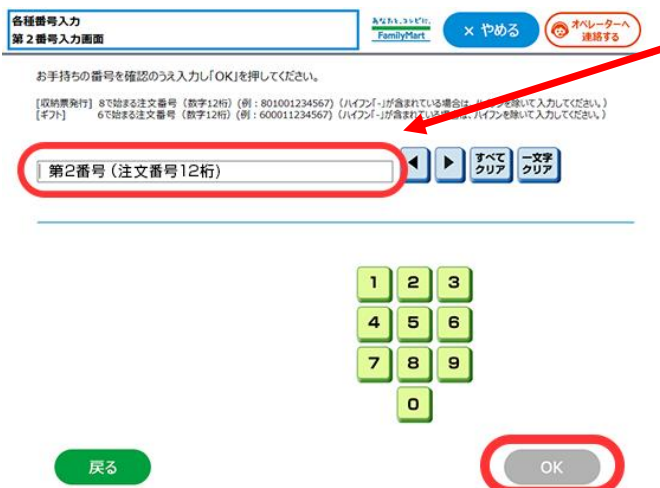 各種番号入力
第2番号入力画面
あなたと、コンビに、
FamilyMart
× やめる
オペレーターへ
連絡する
お手持ちの番号を確認のうえ入力し「OK」を押してください。
[収納票発行] 8で始まる注文番号（数字12桁）(例：801001234567)（ハイフン「-」が含まれている場合は、ハイフンを除いて入力してください。）
[ギフト] 6で始まる注文番号（数字12桁）(例：600011234567)（ハイフン「-」が含まれている場合は、ハイフンを除いて入力してください。）
第2番号（注文番号12桁）
すべて
クリア
一文字
クリア
1 2 3
4 5 6
7 8 9
0
戻る
OK